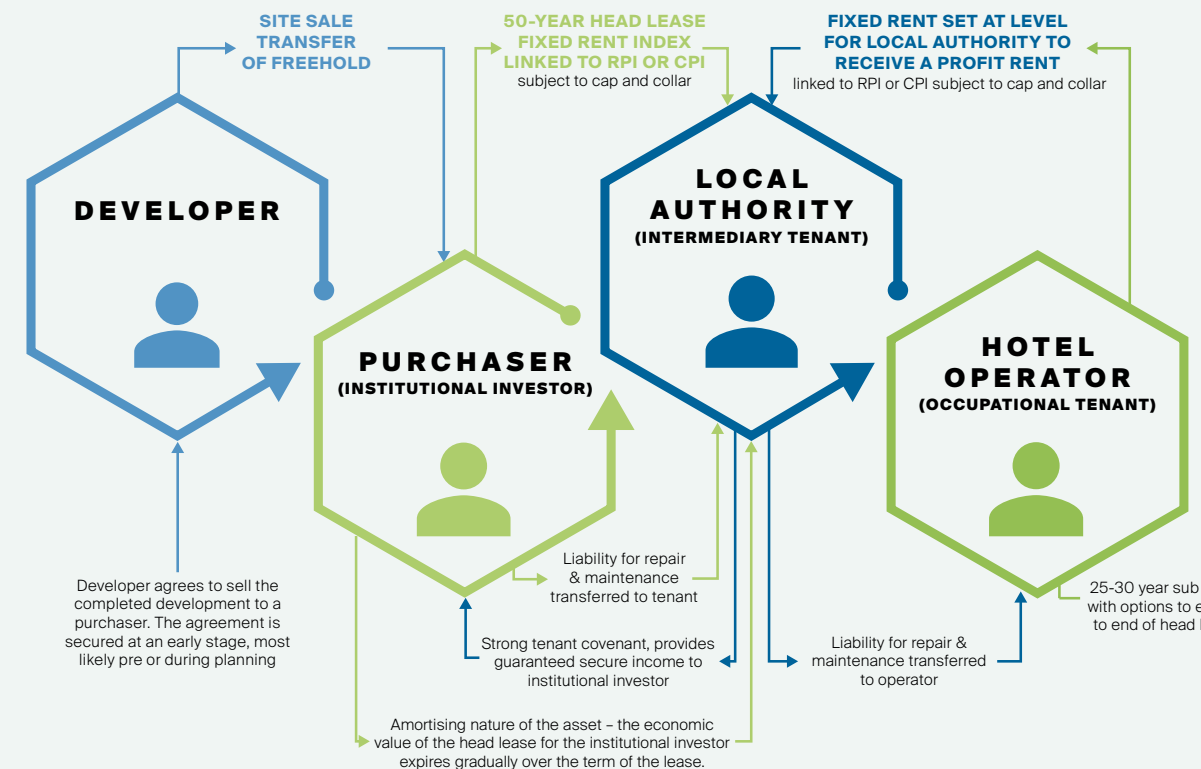 SITE SALE
TRANSFER
OF FREEHOLD
50-YEAR HEAD LEASE
FIXED RENT INDEX
LINKED TO RPI OR CPI
subject to cap and collar
FIXED RENT SET AT LEVEL
FOR LOCAL AUTHORITY TO
RECEIVE A PROFIT RENT
linked to RPI or CPI subject to cap and collar
DEVELOPER
PURCHASER
(INSTITUTIONAL INVESTOR)
LOCAL
AUTHORITY
(INTERMEDIARY TENANT)
HOTEL
OPERATOR
(OCCUPATIONAL TENANT)
Developer agrees to sell the
completed development to a
purchaser. The agreement is
secured at an early stage, most
likely pre or during planning
Liability for repair
& maintenance
transferred to tenant
Strong tenant covenant, provides
guaranteed secure income to
institutional investor
Amortising nature of the asset – the economic
value of the head lease for the institutional investor
expires gradually over the term of the lease.
Liability for repair &
maintenance transferred
to operator
25-30 year sub
with options to
to end of head